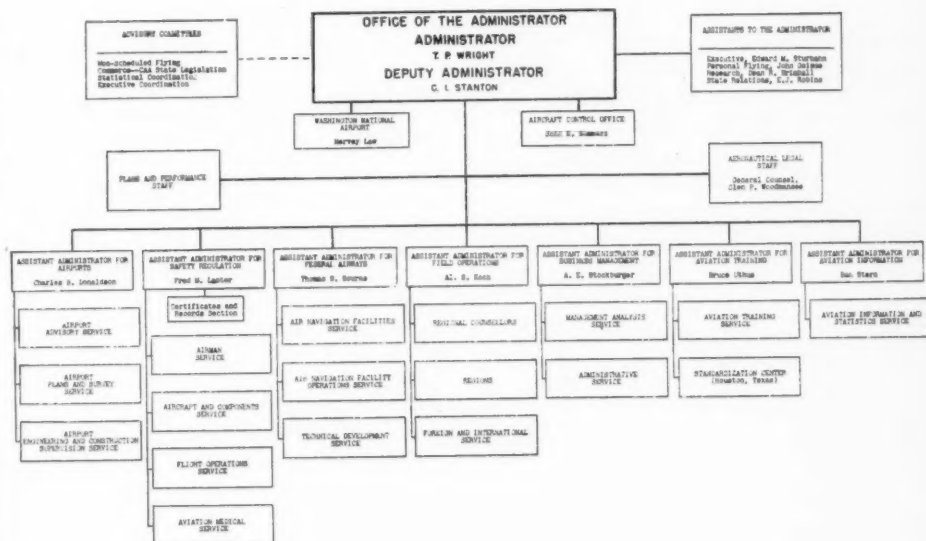 ADVISORY COMMITTEES
Non-Scheduled Flying
Commerce--CAA State Legislation
Statistical Coordination
Executive Coordination
OFFICE OF THE ADMINISTRATOR
ADMINISTRATOR
T. P. WRIGHT
DEPUTY ADMINISTRATOR
C. I. STANTON
ASSISTANTS TO THE ADMINISTRATOR
Executive, Edward M. Sturhahn
Personal Flying, John Geisse
Research, Dean R. Brimhall
State Relations, E.J. Robins
WASHINGTON NATIONAL
AIRPORT
Hervey Law
AIRCRAFT CONTROL OFFICE
John
PLANS AND PERFORMANCE
STAFF
AERONAUTICAL LEGAL
STAFF
General Counsel,
Glen P. Woodmansee
ASSISTANT ADMINISTRATOR FOR
AIRPORTS
Charles B. Donaldson
AIRPORT
ADVISORY SERVICE
AIRPORT
PLANS AND SURVEY
SERVICE
AIRPORT
ENGINEERING AND CONSTRUCTION
SUPERVISION SERVICE
ASSISTANT ADMINISTRATOR FOR
SAFETY REGULATION
Fred M. Lanter
Certificates and
Records Section
AIRMAN
SERVICE
AIRCRAFT AND COMPONENTS
SERVICE
FLIGHT OPERATIONS
SERVICE
AVIATION MEDICAL
SERVICE
ASSISTANT ADMINISTRATOR FOR
FEDERAL AIRWAYS
Thomas B. Bourne
AIR NAVIGATION FACILITIES
SERVICE
AIR NAVIGATION FACILITY
OPERATIONS SERVICE
TECHNICAL DEVELOPMENT
SERVICE
ASSISTANT ADMINISTRATOR FOR
FIELD OPERATIONS
Al. S. Koch
REGIONAL COUNSELLORS
REGIONS
FOREIGN AND INTERNATIONAL
SERVICE
ASSISTANT ADMINISTRATOR FOR
BUSINESS MANAGEMENT
A. E. Stockburger
MANAGEMENT ANALYSIS
SERVICE
ADMINISTRATIVE
SERVICE
ASSISTANT ADMINISTRATOR FOR
AVIATION TRAINING
Bruce Uthus
AVIATION TRAINING
SERVICE
STANDARDIZATION CENTER
(Houston, Texas)
ASSISTANT ADMINISTRATOR FOR
AVIATION INFORMATION
Ben Stern
AVIATION INFORMATION AND
STATISTICS SERVICE